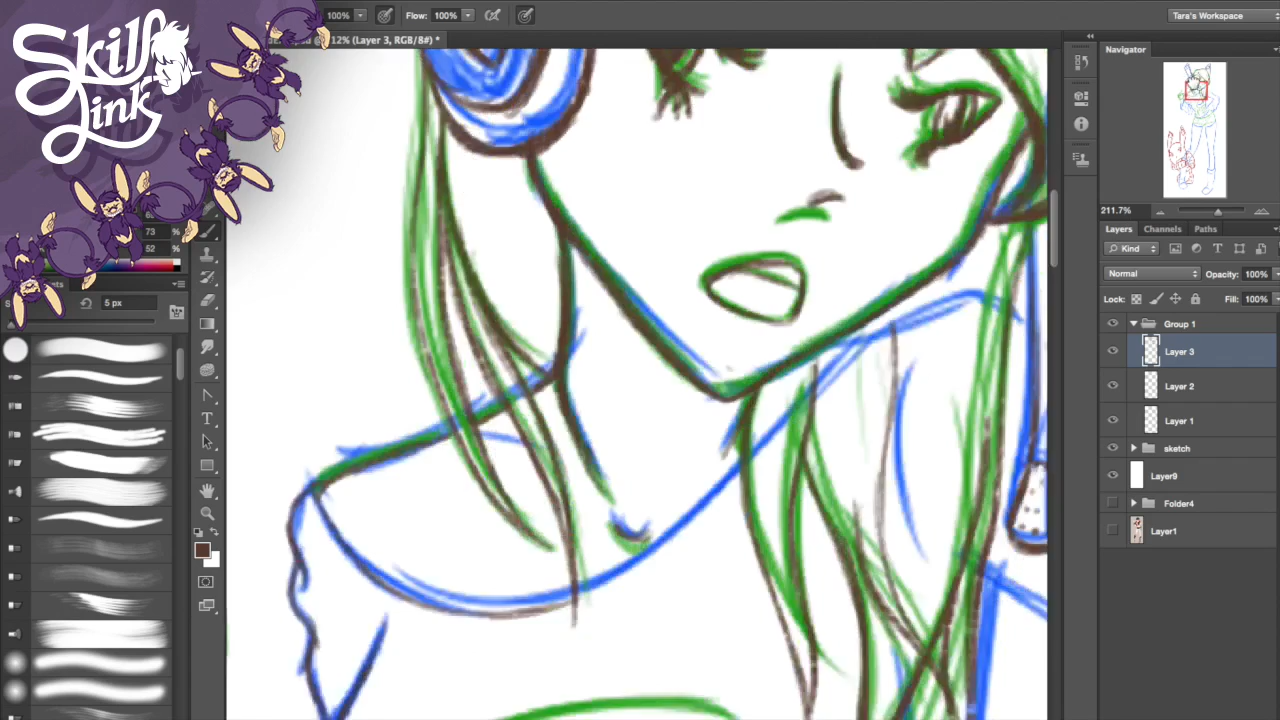 Skill Link
100% Flow: 100% Tara's Workspace
12% (Layer 3, RGB/8#) *
Navigator
73 %
52 %
211.7%
Layers Channels Paths
Kind
5 px
Normal Opacity: 100%
Lock: Fill: 100%
Group 1
Layer 3
Layer 2
Layer 1
sketch
Layer9
Folder4
Layer1